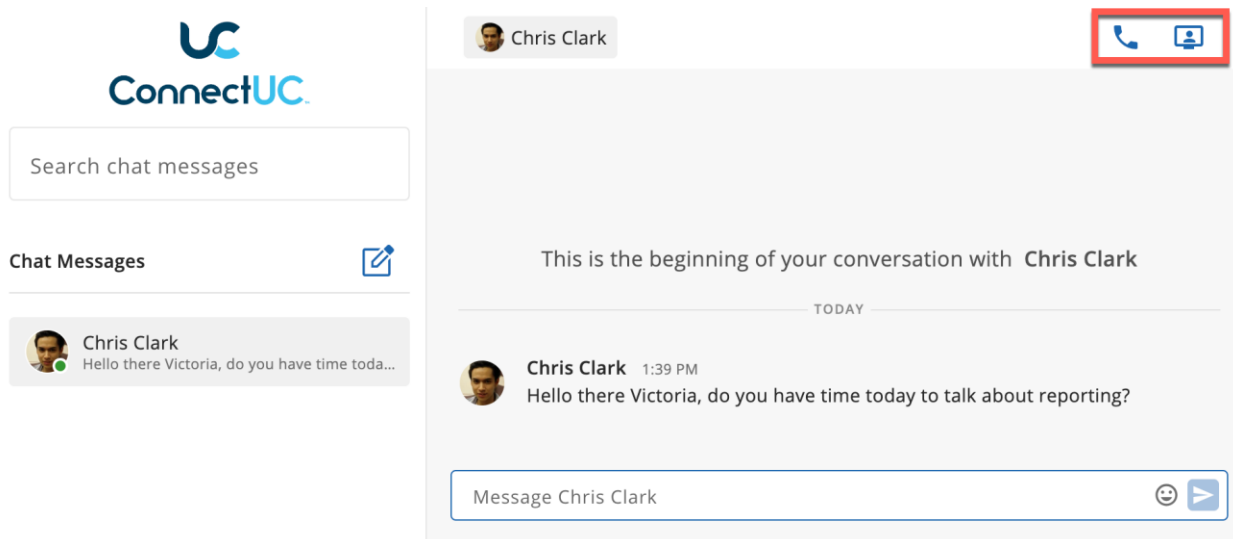 UC
ConnectUC™
Search chat messages
Chat Messages
Chris Clark
Hello there Victoria, do you have time toda...
Chris Clark
This is the beginning of your conversation with Chris Clark
TODAY
Chris Clark 1:39 PM
Hello there Victoria, do you have time today to talk about reporting?
Message Chris Clark